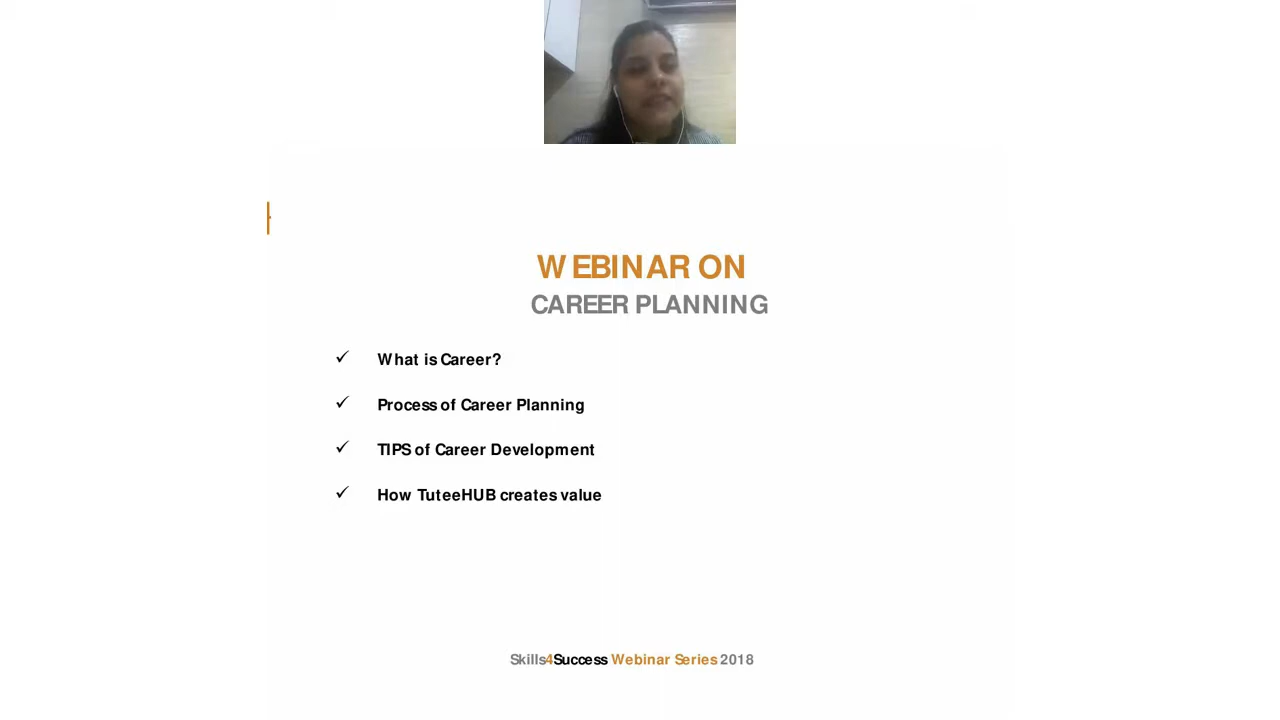 WEBINAR ON
CAREER PLANNING
✓ What is Career?
✓ Process of Career Planning
✓ TIPS of Career Development
✓ How TuteeHUB creates value
Skills4Success Webinar Series 2018